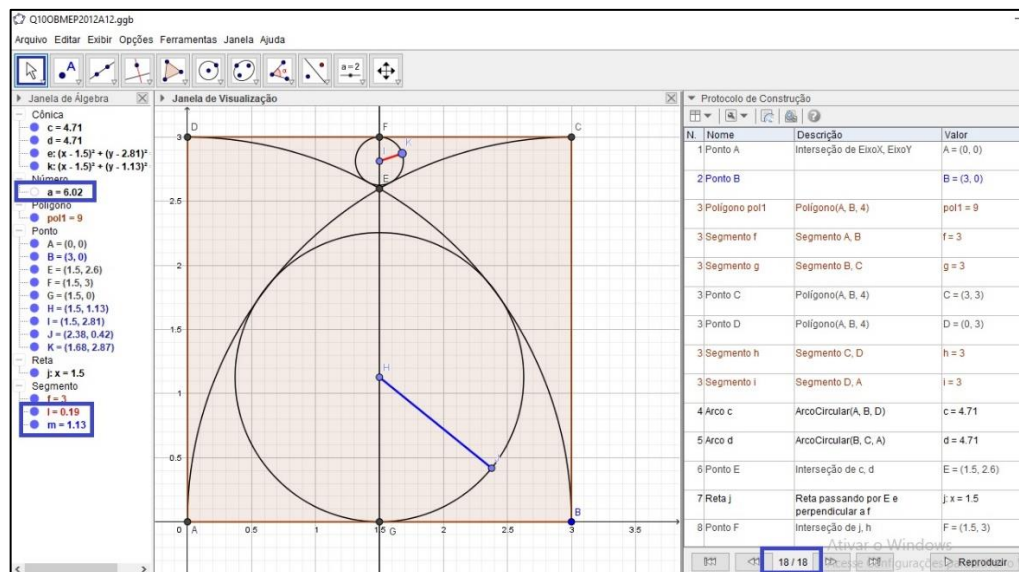 Q10OBMEP2012A12.ggb
Arquivo Editar Exibir Opções Ferramentas Janela Ajuda
A
a=2
Janela de Álgebra
Cônica
c = 4.71
d = 4.71
e: (x - 1.5)² + (y - 2.81)²
k: (x - 1.5)² + (y - 1.13)²
Número
a = 6.02
Polígono
pol1 = 9
Ponto
A = (0, 0)
B = (3, 0)
E = (1.5, 2.6)
F = (1.5, 3)
G = (1.5, 0)
H = (1.5, 1.13)
I = (1.5, 2.81)
J = (2.38, 0.42)
K = (1.68, 2.87)
Reta
j: x = 1.5
Segmento
f = 3
l = 0.19
m = 1.13
Janela de Visualização
D
F
C
3
K
I
E
2.5
2
1.5
H
1
0.5
J
B
0
A
0.5
1
1.5
G
2
2.5
3
3.5
Protocolo de Construção
N. Nome Descrição Valor
1 Ponto A Interseção de EixoX, EixoY A = (0, 0)
2 Ponto B B = (3, 0)
3 Polígono pol1 Polígono(A, B, 4) pol1 = 9
3 Segmento f Segmento A, B f = 3
3 Segmento g Segmento B, C g = 3
3 Ponto C Polígono(A, B, 4) C = (3, 3)
3 Ponto D Polígono(A, B, 4) D = (0, 3)
3 Segmento h Segmento C, D h = 3
3 Segmento i Segmento D, A i = 3
4 Arco c ArcoCircular(A, B, D) c = 4.71
5 Arco d ArcoCircular(B, C, A) d = 4.71
6 Ponto E Interseção de c, d E = (1.5, 2.6)
7 Reta j Reta passando por E e j: x = 1.5
perpendicular a f
8 Ponto F Interseção de j, h F = (1.5, 3)
Ativar o Windows
18 / 18
Reproduzir